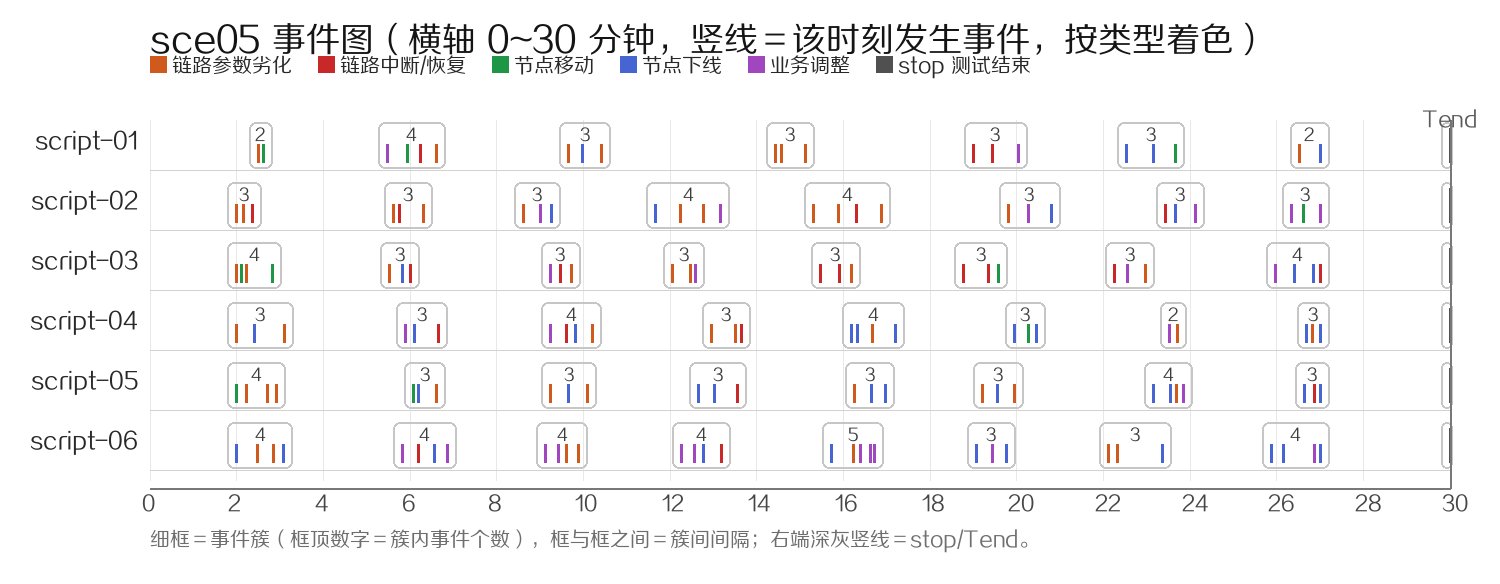 sce05 事件图（横轴 0~30 分钟，竖线＝该时刻发生事件，按类型着色）
链路参数劣化 链路中断/恢复 节点移动 节点下线 业务调整 stop 测试结束
Tend
script-01 2 4 3 3 3 3 2
script-02 3 3 3 4 4 3 3 3
script-03 4 3 3 3 3 3 3 4
script-04 3 3 4 3 4 3 2 3
script-05 4 3 3 3 3 3 4 3
script-06 4 4 4 4 5 3 3 4
0 2 4 6 8 10 12 14 16 18 20 22 24 26 28 30
细框＝事件簇（框顶数字＝簇内事件个数），框与框之间＝簇间间隔；右端深灰竖线＝stop/Tend。